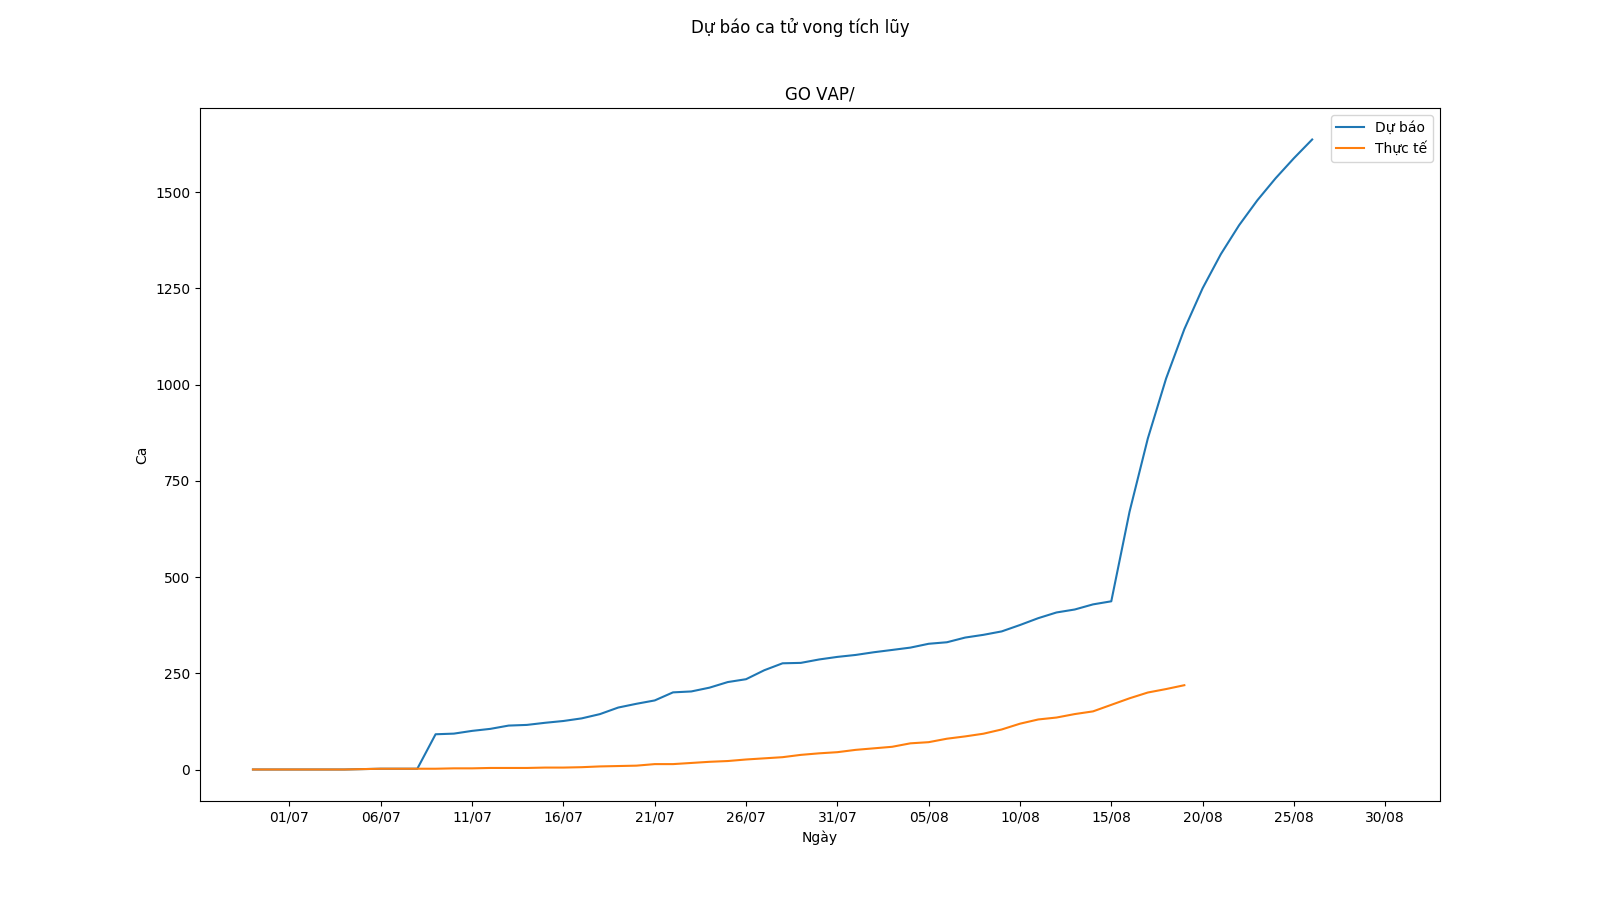 Dự báo ca tử vong tích lũy
GO VAP/
Dự báo
Thực tế
1500
1250
1000
750
500
250
0
Ca
01/07 06/07 11/07 16/07 21/07 26/07 31/07 05/08 10/08 15/08 20/08 25/08 30/08
Ngày